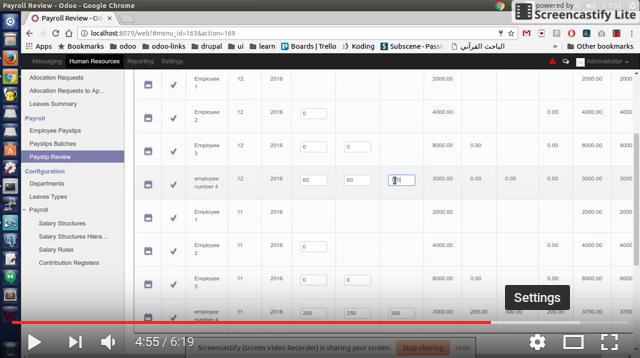 Payroll Review - Odoo - Google Chrome
powered by
Screencastify Lite
Payroll Review - Odoo
localhost:8079/web?#menu_id=163&action=169
Apps
Bookmarks
odoo
odoo-links
drupal
ui
learn
Boards | Trello
Koding
Subscene - Passi
الباحث القرآني
Other bookmarks
Messaging
Human Resources
Reporting
Settings
Administrator
Allocation Requests
Allocation Requests to Ap...
Leaves Summary
Payroll
Employee Payslips
Payslips Batches
Payslip Review
Configuration
Departments
Leaves Types
Payroll
Salary Structures
Salary Structures Hiera...
Salary Rules
Contribution Registers
Employee 1 12 2016 2000.00 2000.00 2000.0
Employee 2 12 2016 0 4000.00 0.00 4000.00 4000.0
Employee 3 12 2016 0 0 8000.00 0.00 0.00 8000.00 8000.0
employee number 4 12 2016 60 60 3000.00 0.00 0.00 0.00 3000.00 3000.0
Employee 1 11 2016 2000.00 2000.00 2000.0
Employee 2 11 2016 0 4000.00 0.00 4000.00 4000.0
Employee 3 11 2016 0 0 8000.00 0.00 0.00 8000.00 8000.0
employee number 4 11 2016 200 250 300 3000.00 250.00 300.00 200.00 3750.00 3750.0
Settings
4:55 / 6:19
Screencastify (Screen Video Recorder) is sharing your screen.
Stop sharing
Hide